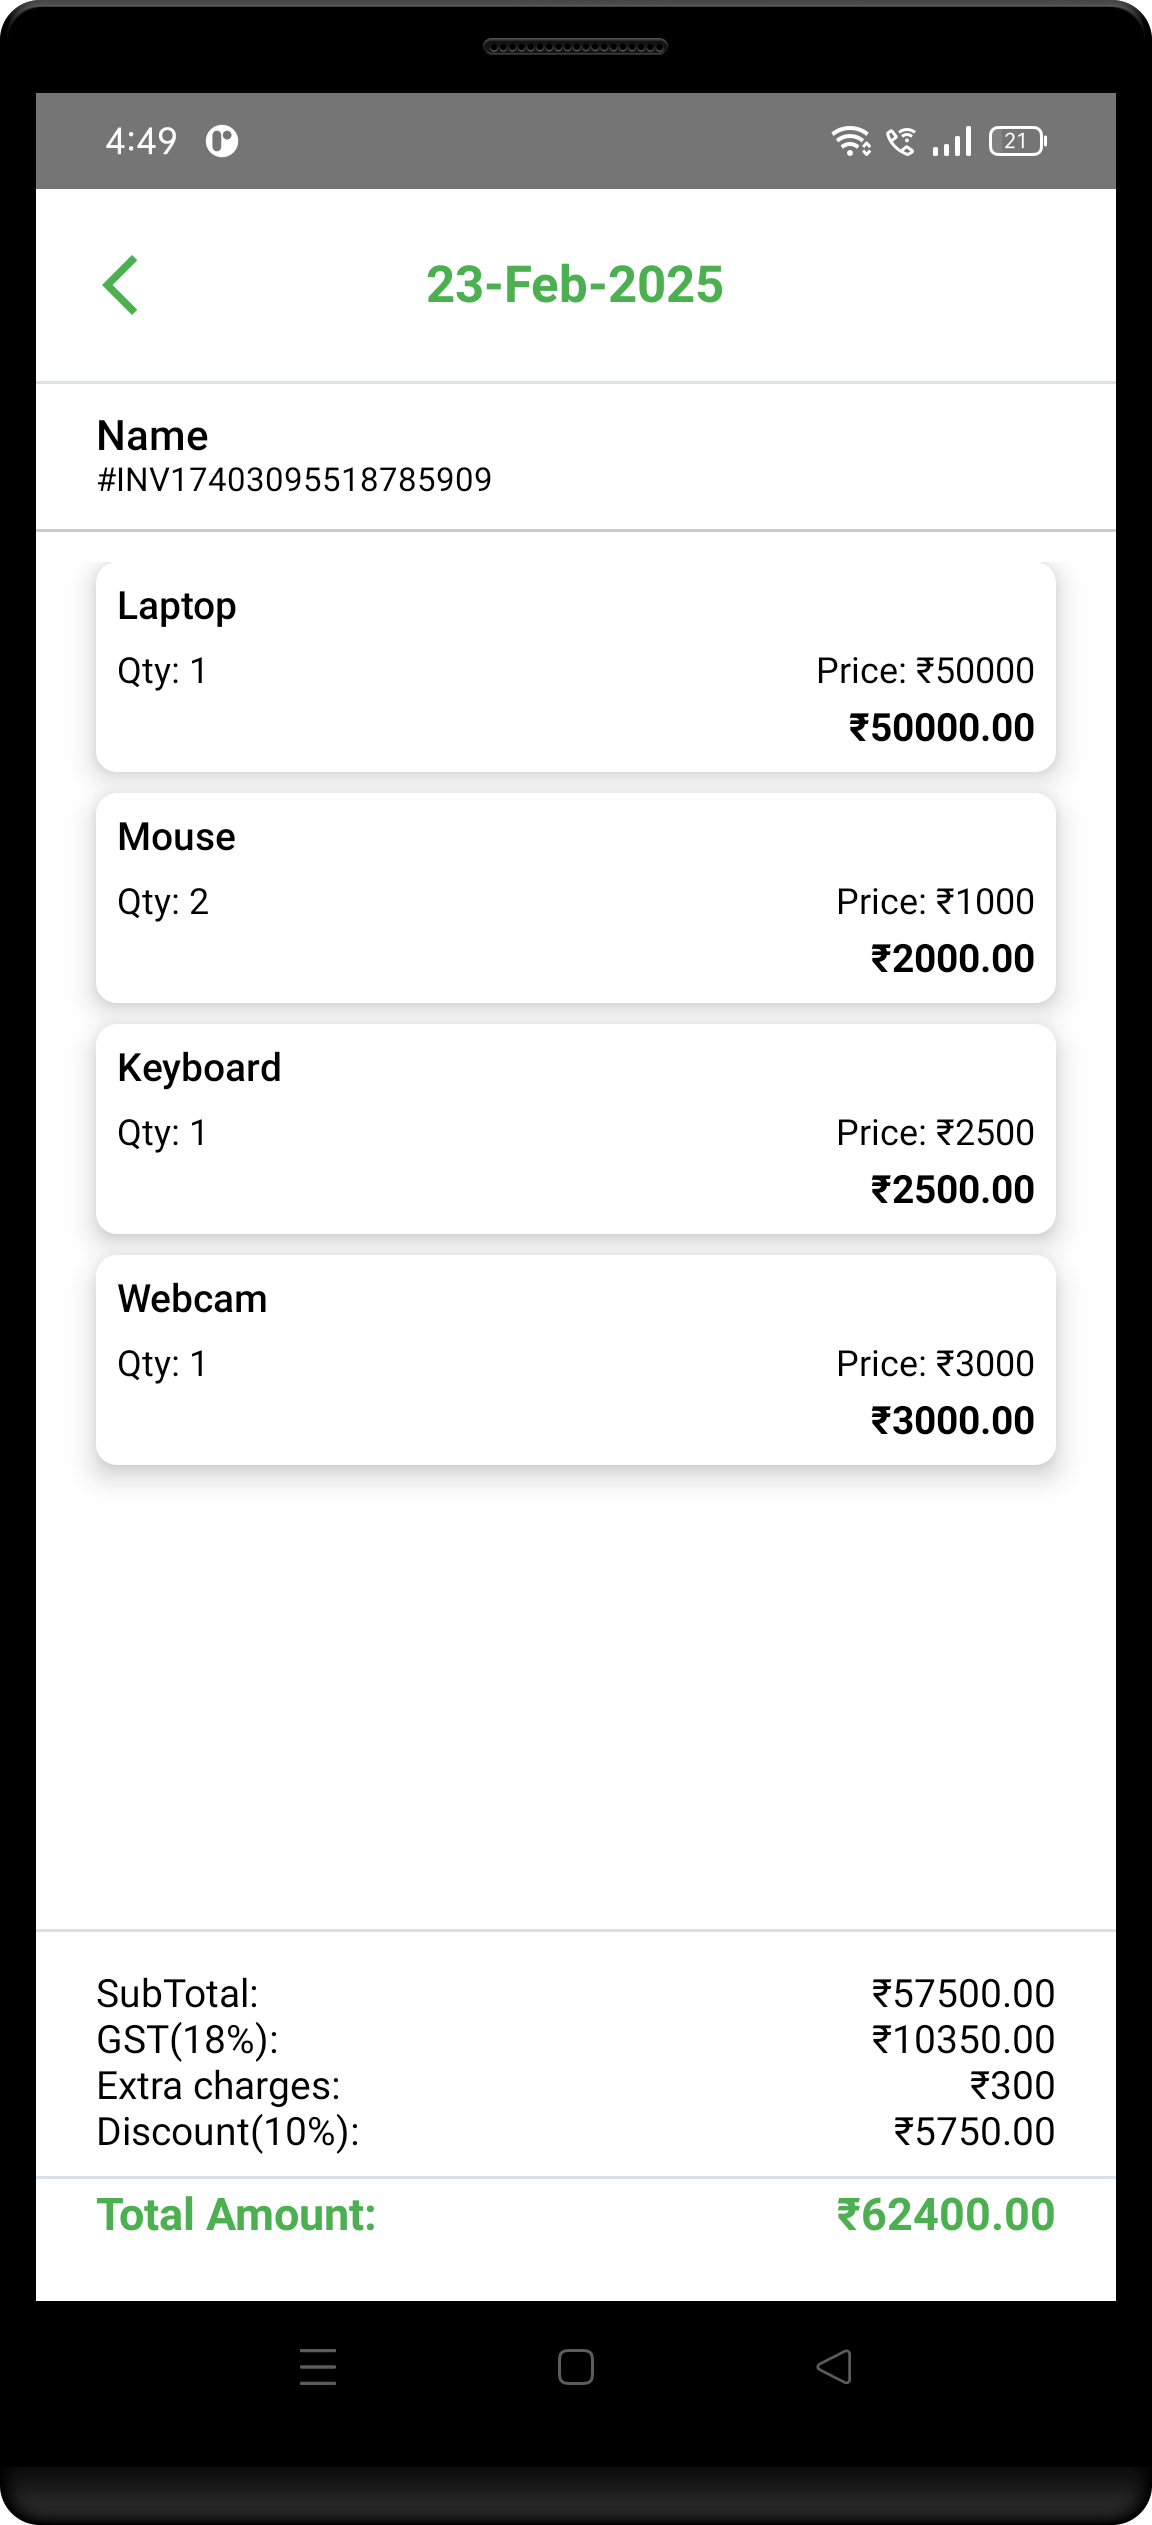 4:49 21
23-Feb-2025
Name
#INV17403095518785909
Laptop
Qty: 1 Price: ₹50000
₹50000.00
Mouse
Qty: 2 Price: ₹1000
₹2000.00
Keyboard
Qty: 1 Price: ₹2500
₹2500.00
Webcam
Qty: 1 Price: ₹3000
₹3000.00
SubTotal: ₹57500.00
GST(18%): ₹10350.00
Extra charges: ₹300
Discount(10%): ₹5750.00
Total Amount: ₹62400.00